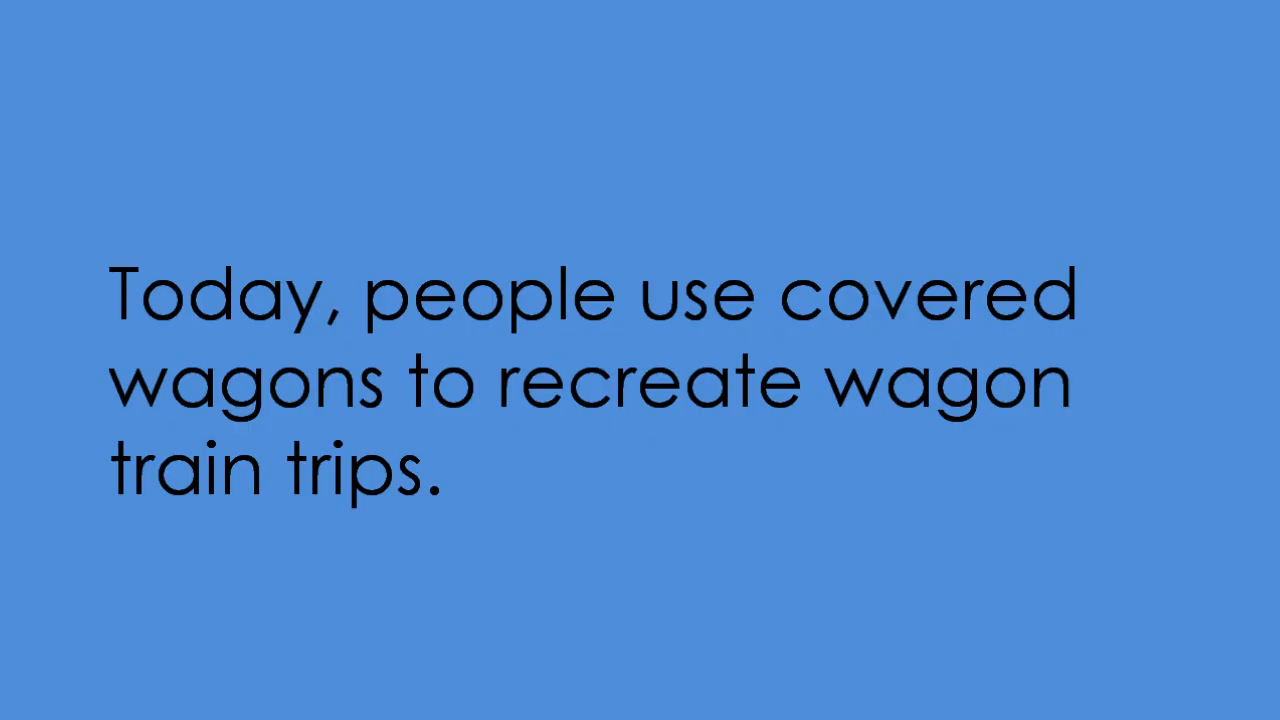 Today, people use covered
wagons to recreate wagon
train trips.